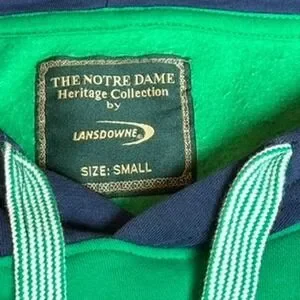 THE NOTRE DAME
Heritage Collection
by
LANSDOWNE
SIZE: SMALL